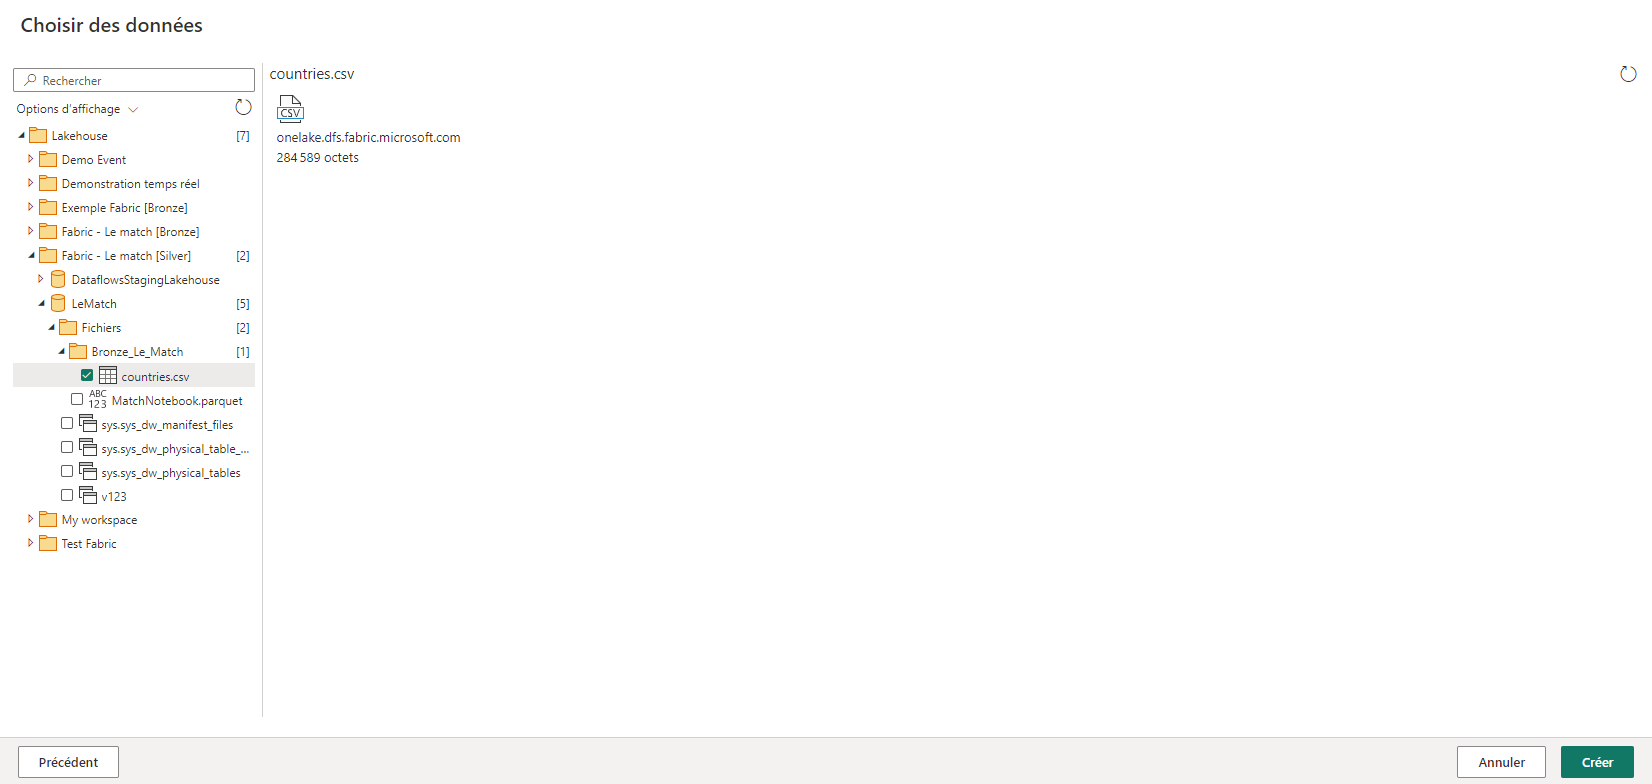 Choisir des données
Rechercher
Options d'affichage
Lakehouse [7]
Demo Event
Demonstration temps réel
Exemple Fabric [Bronze]
Fabric - Le match [Bronze]
Fabric - Le match [Silver] [2]
DataflowsStagingLakehouse
LeMatch [5]
Fichiers [2]
Bronze_Le_Match [1]
countries.csv
ABC
123 MatchNotebook.parquet
sys.sys_dw_manifest_files
sys.sys_dw_physical_table_...
sys.sys_dw_physical_tables
v123
My workspace
Test Fabric
countries.csv
CSV
onelake.dfs.fabric.microsoft.com
284 589 octets
Précédent
Annuler
Créer